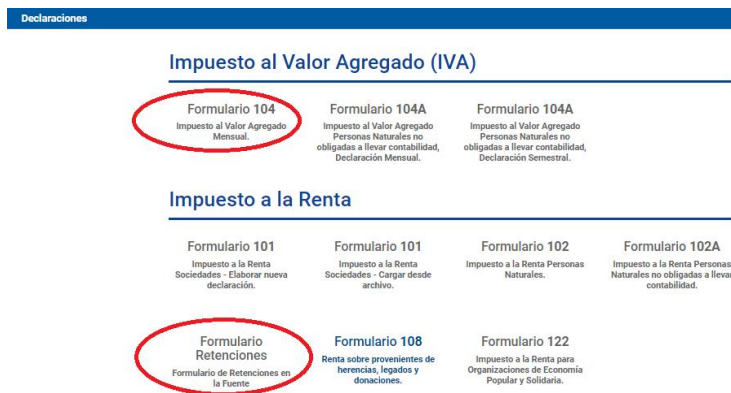 Declaraciones
Impuesto al Valor Agregado (IVA)
Formulario 104
Impuesto al Valor Agregado
Mensual.
Formulario 104A
Impuesto al Valor Agregado
Personas Naturales no
obligadas a llevar contabilidad,
Declaración Mensual.
Formulario 104A
Impuesto al Valor Agregado
Personas Naturales no
obligadas a llevar contabilidad,
Declaración Semestral.
Impuesto a la Renta
Formulario 101
Impuesto a la Renta
Sociedades - Elaborar nueva
declaración.
Formulario 101
Impuesto a la Renta
Sociedades - Cargar desde
archivo.
Formulario 102
Impuesto a la Renta Personas
Naturales.
Formulario 102A
Impuesto a la Renta Personas
Naturales no obligadas a llevar
contabilidad.
Formulario
Retenciones
Formulario de Retenciones en
la Fuente
Formulario 108
Renta sobre provenientes de
herencias, legados y
donaciones.
Formulario 122
Impuesto a la Renta para
Organizaciones de Economía
Popular y Solidaria.